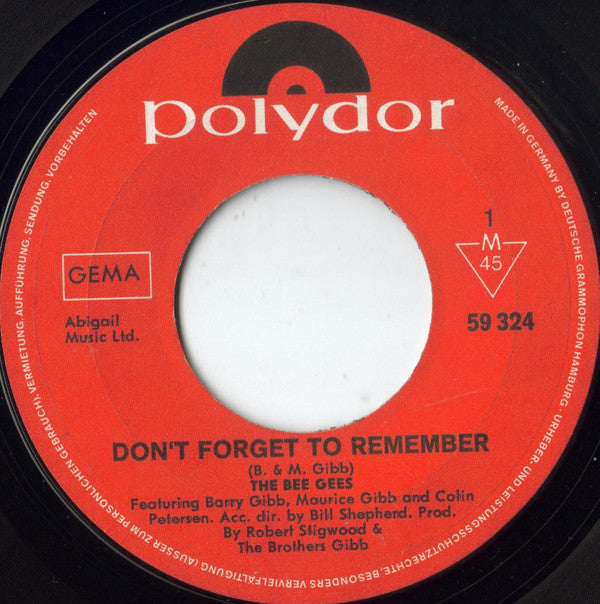 polydor
GEMA
Abigail
Music Ltd.
1
M
45
59 324
DON'T FORGET TO REMEMBER
(B. & M. Gibb)
THE BEE GEES
Featuring Barry Gibb, Maurice Gibb and Colin
Petersen. Acc. dir. by Bill Shepherd. Prod.
By Robert Stigwood &
The Brothers Gibb
MADE IN GERMANY BY DEUTSCHE GRAMMOPHON HAMBURG · URHEBER- UND LEISTUNGSSCHUTZRECHTE, BESONDERS VERVIELFÄLTIGUNG (AUSSER ZUM PERSÖNLICHEN GEBRAUCH), VERMIETUNG, AUFFÜHRUNG, SENDUNG, VORBEHALTEN